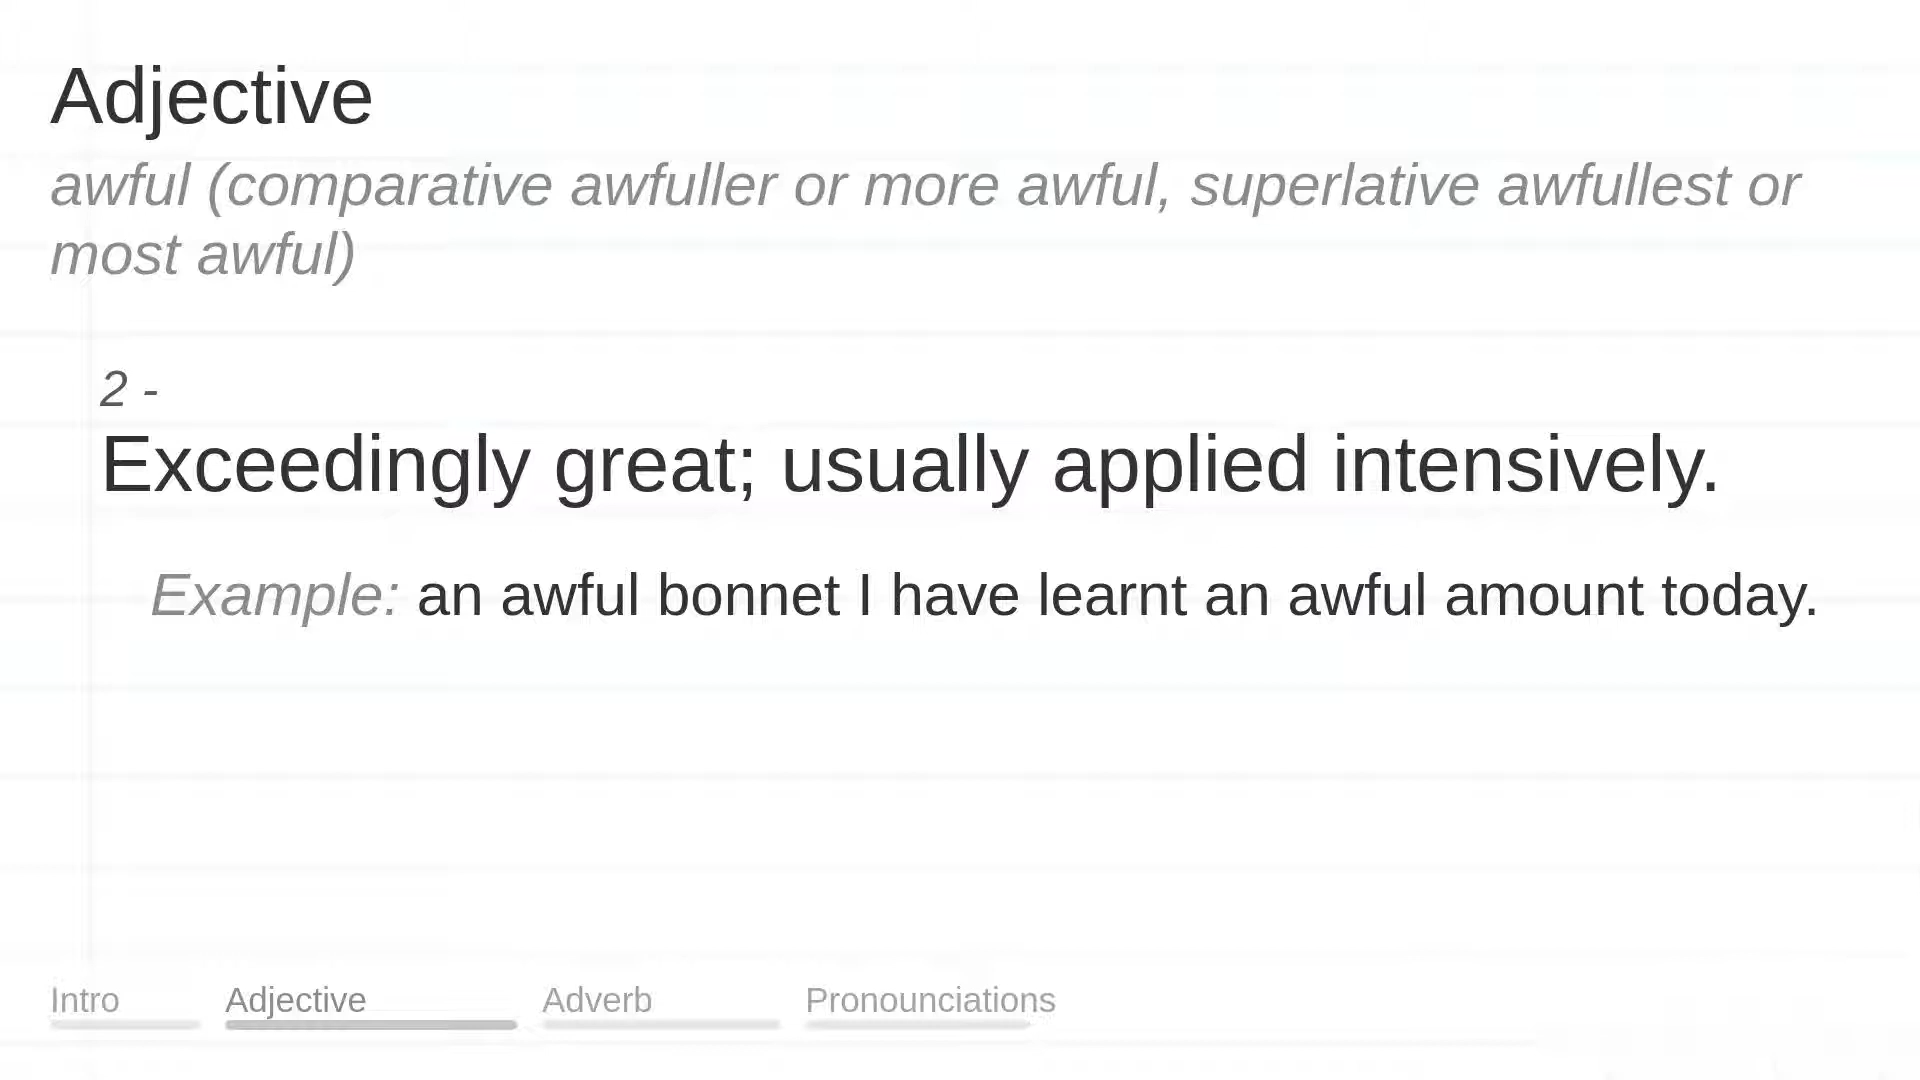 Adjective
awful (comparative awfuller or more awful, superlative awfullest or
most awful)
2 -
Exceedingly great; usually applied intensively.
Example: an awful bonnet I have learnt an awful amount today.
Intro Adjective Adverb Pronounciations